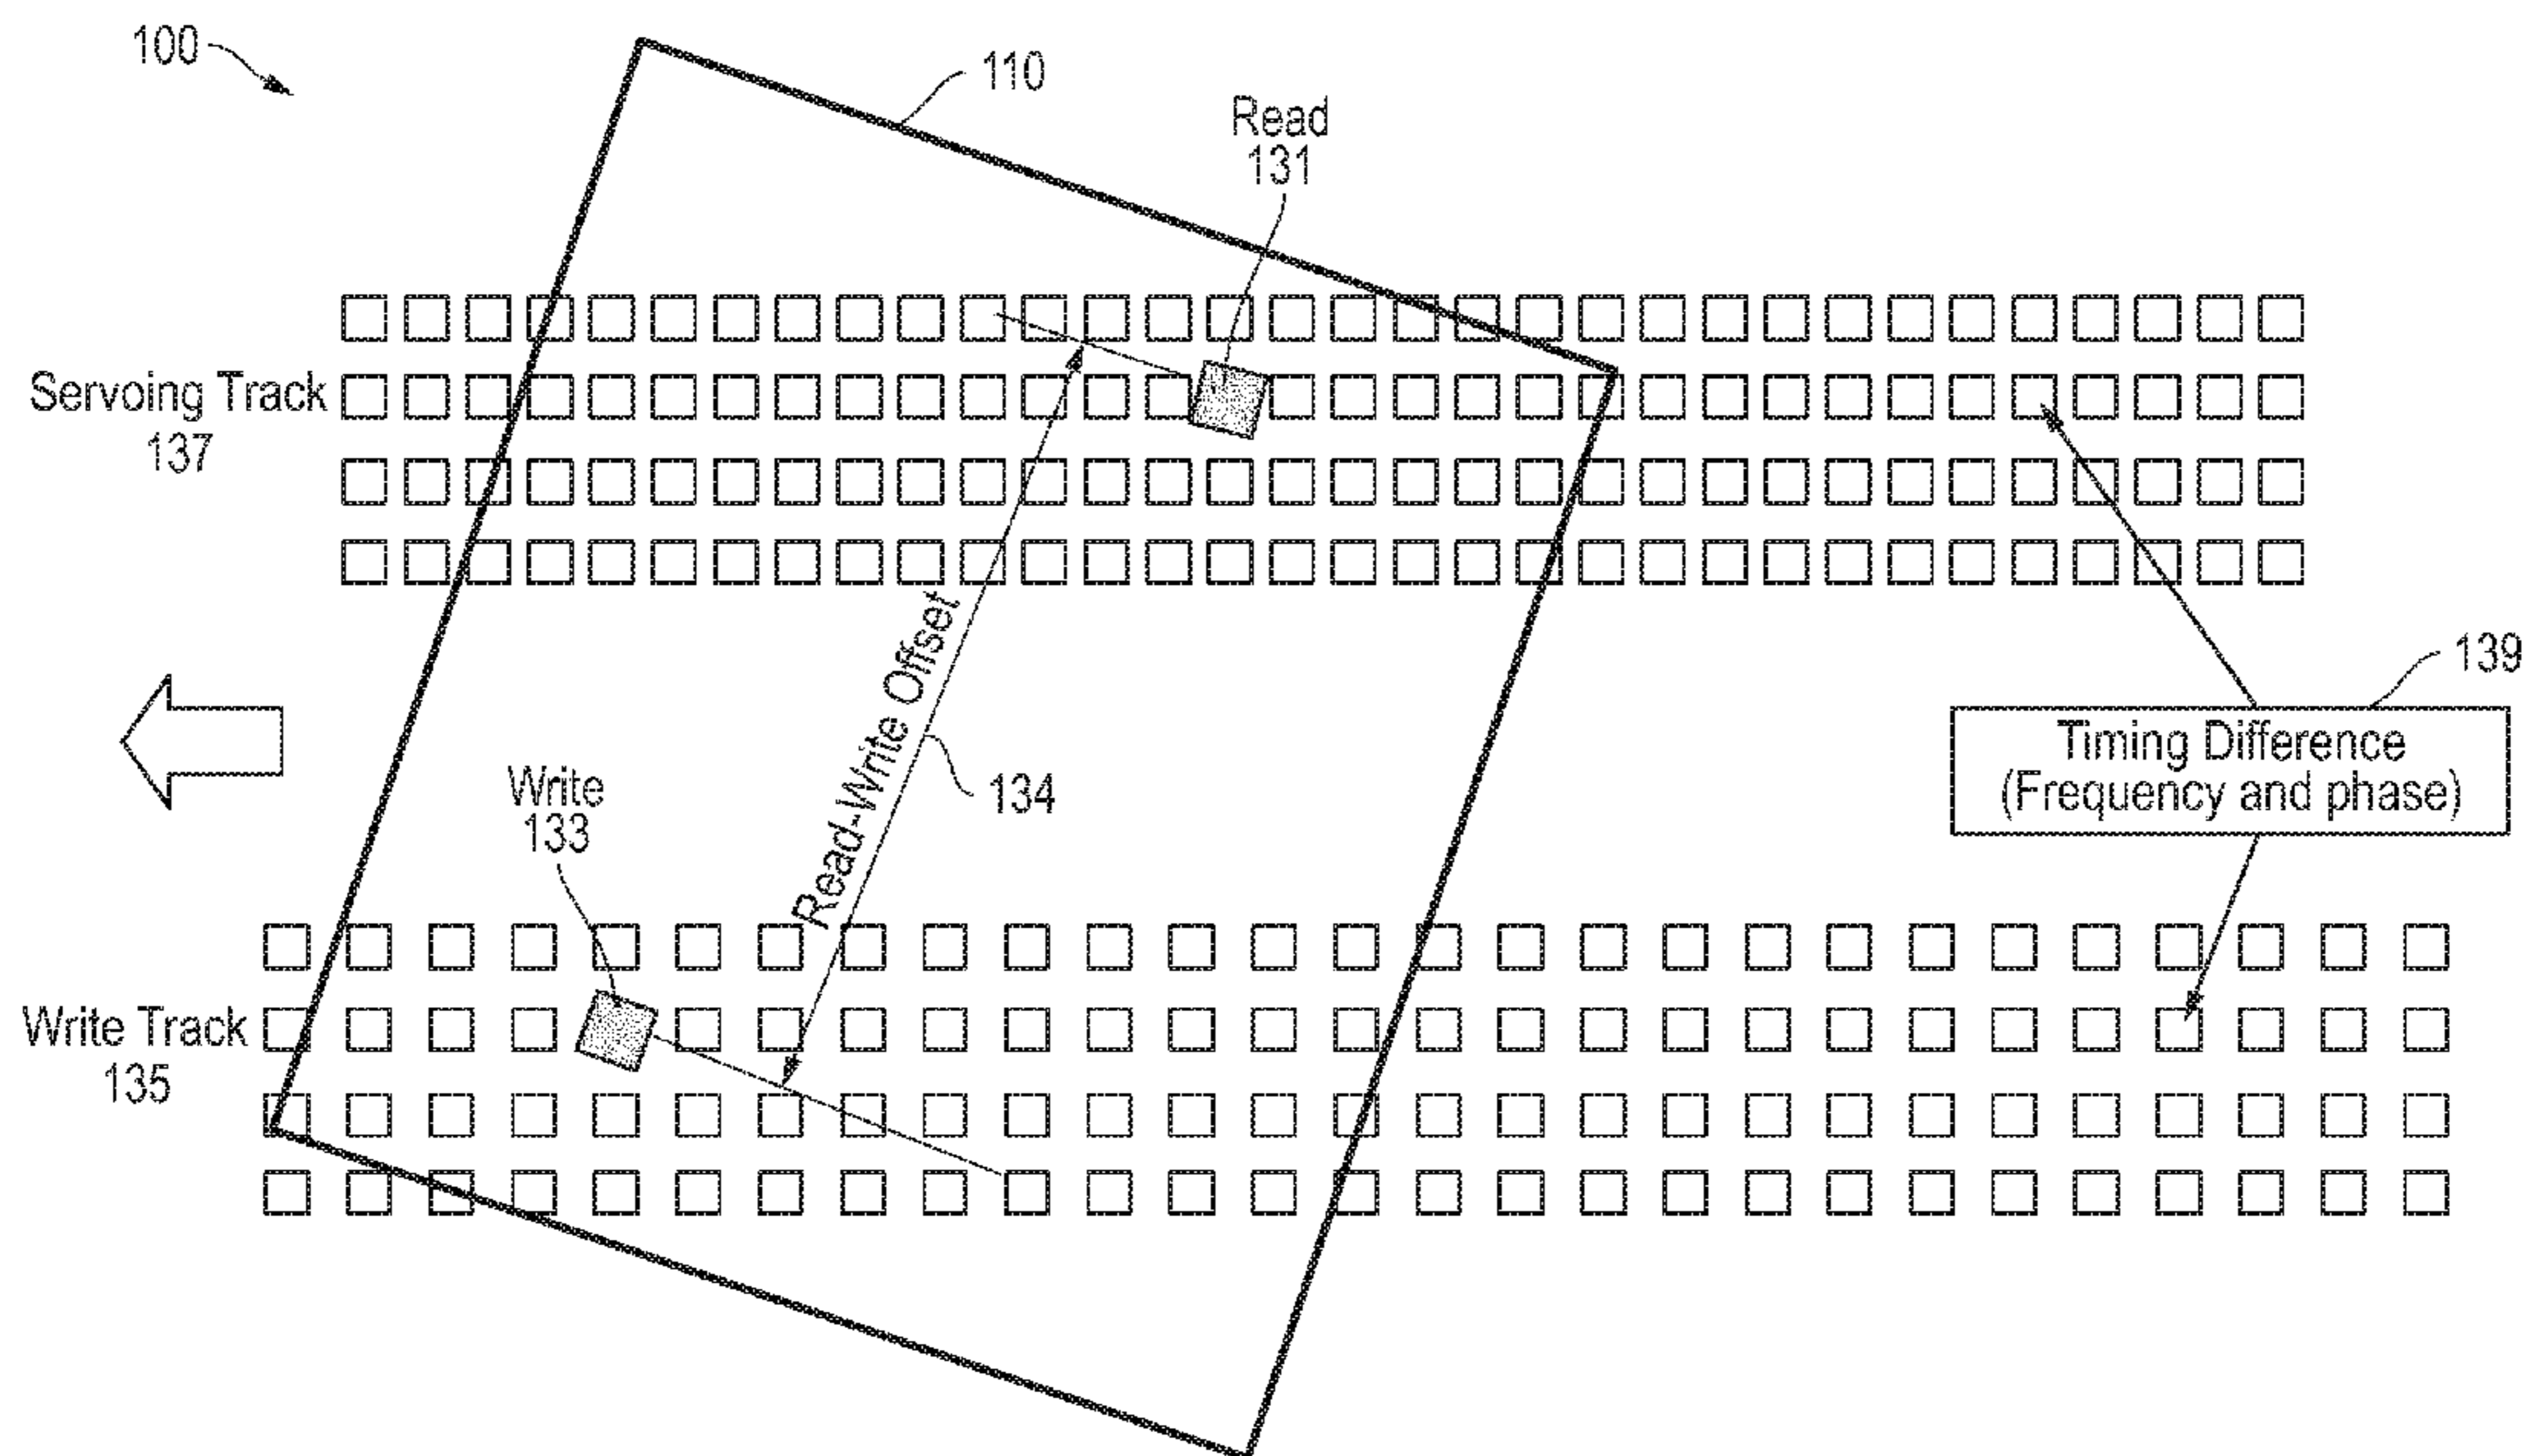 100
110
Read
131
Servoing Track
137
Read-Write Offset
134
139
Timing Difference
(Frequency and phase)
Write
133
Write Track
135